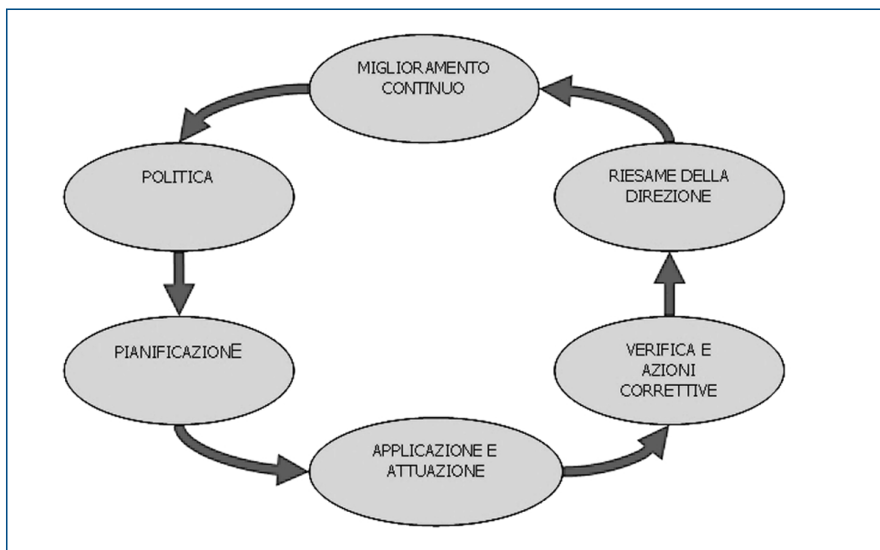 MIGLIORAMENTO
CONTINUO
POLITICA
RIESAME DELLA
DIREZIONE
PIANIFICAZIONE
VERIFICA E
AZIONI
CORRETTIVE
APPLICAZIONE E
ATTUAZIONE